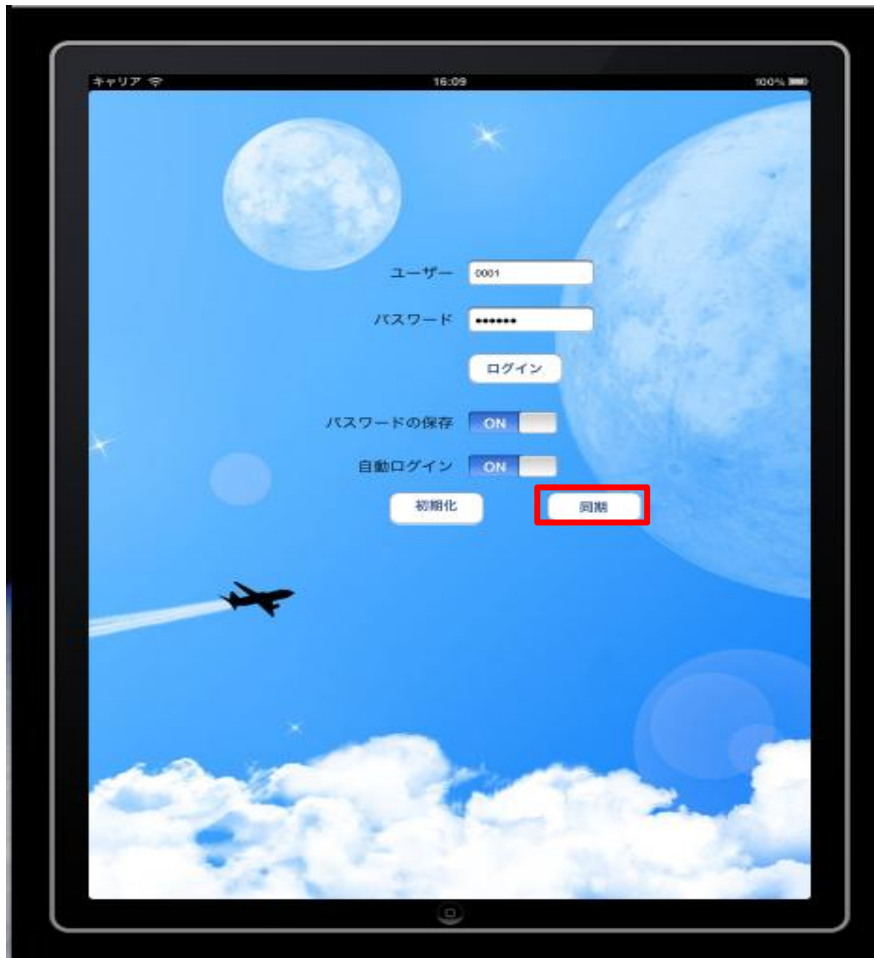 キャリア 16:09 100%
ユーザー 0001
パスワード ••••••
ログイン
パスワードの保存 ON
自動ログイン ON
初期化 同期